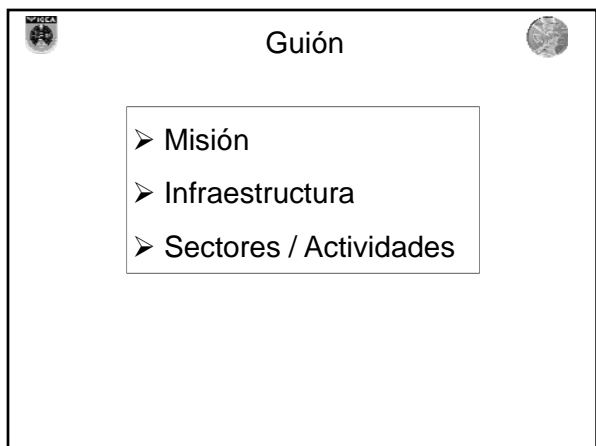 Guión
➢ Misión
➢ Infraestructura
➢ Sectores / Actividades